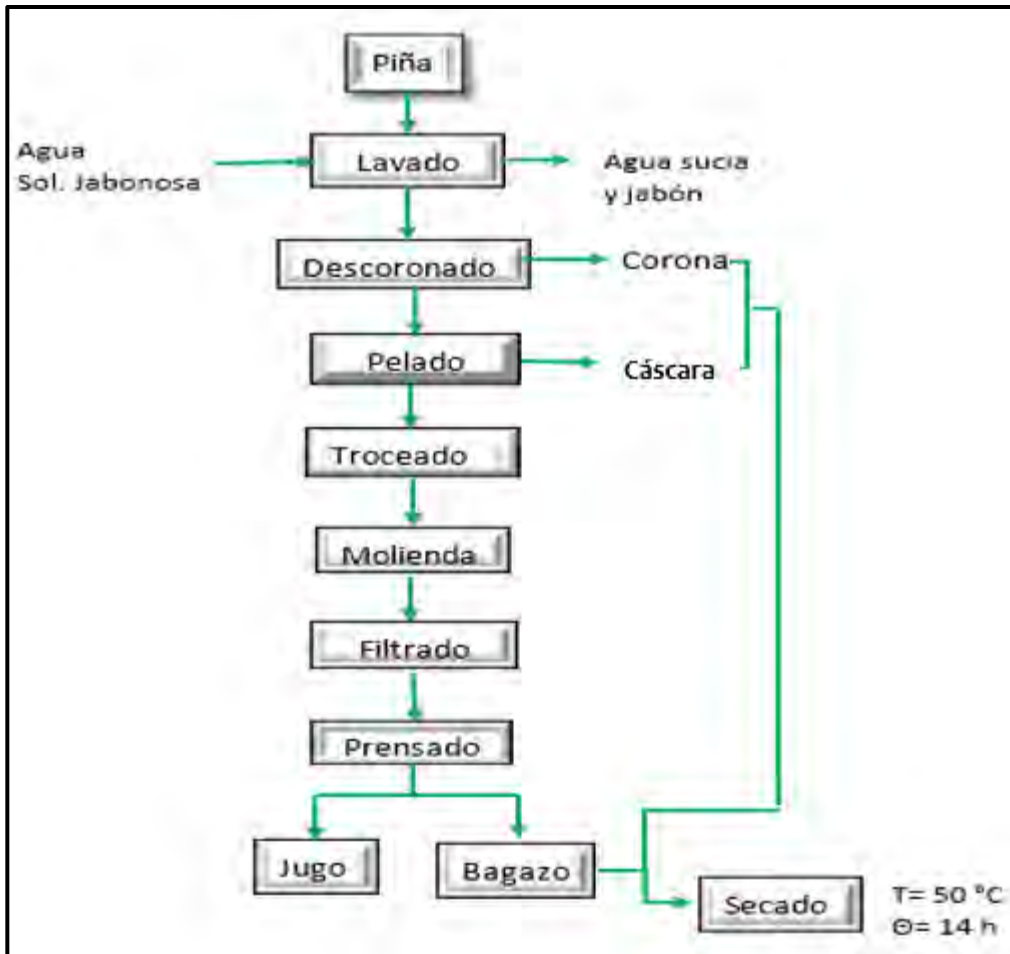 Piña
Agua
Sol. Jabonosa
Lavado
Agua sucia
y jabón
Descoronado
Corona
Pelado
Cáscara
Troceado
Molienda
Filtrado
Prensado
Jugo
Bagazo
Secado
T= 50 °C
Θ= 14 h